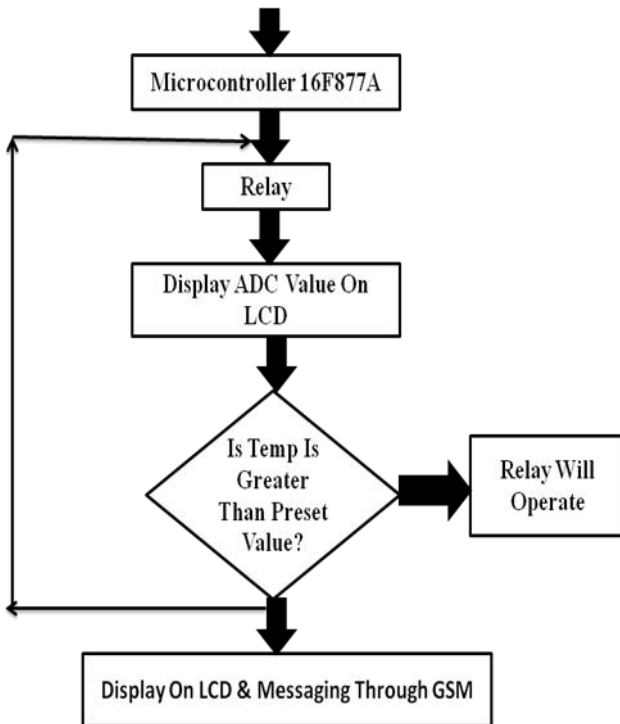 Microcontroller 16F877A
Relay
Display ADC Value On
LCD
Is Temp Is
Greater
Than Preset
Value?
Relay Will
Operate
Display On LCD & Messaging Through GSM